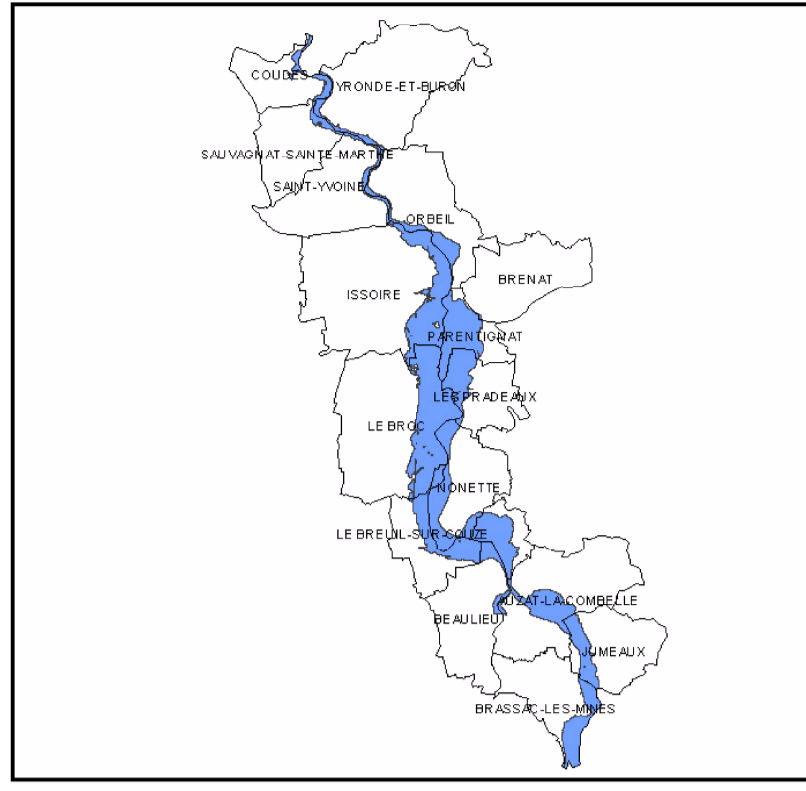 COUDES
YRONDE-ET-BURON
SAUVAGNAT-SAINTE-MARTHE
SAINT-YVOINE
ORBEIL
BRENAT
ISSOIRE
PARENTIGNAT
LES PRADEAUX
LE BROC
NONETTE
LE BREUIL-SUR-COUZE
AUZAT-LA-COMBELLE
BEAULIEU
JUMEAUX
BRASSAC-LES-MINES